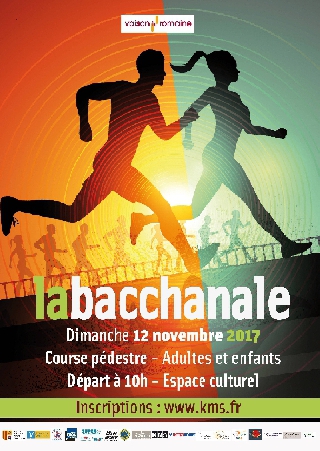 vaison romaine
labacchanale
Dimanche 12 novembre 2017
Course pédestre - Adultes et enfants
Départ à 10h - Espace culturel
Inscriptions : www.kms.fr